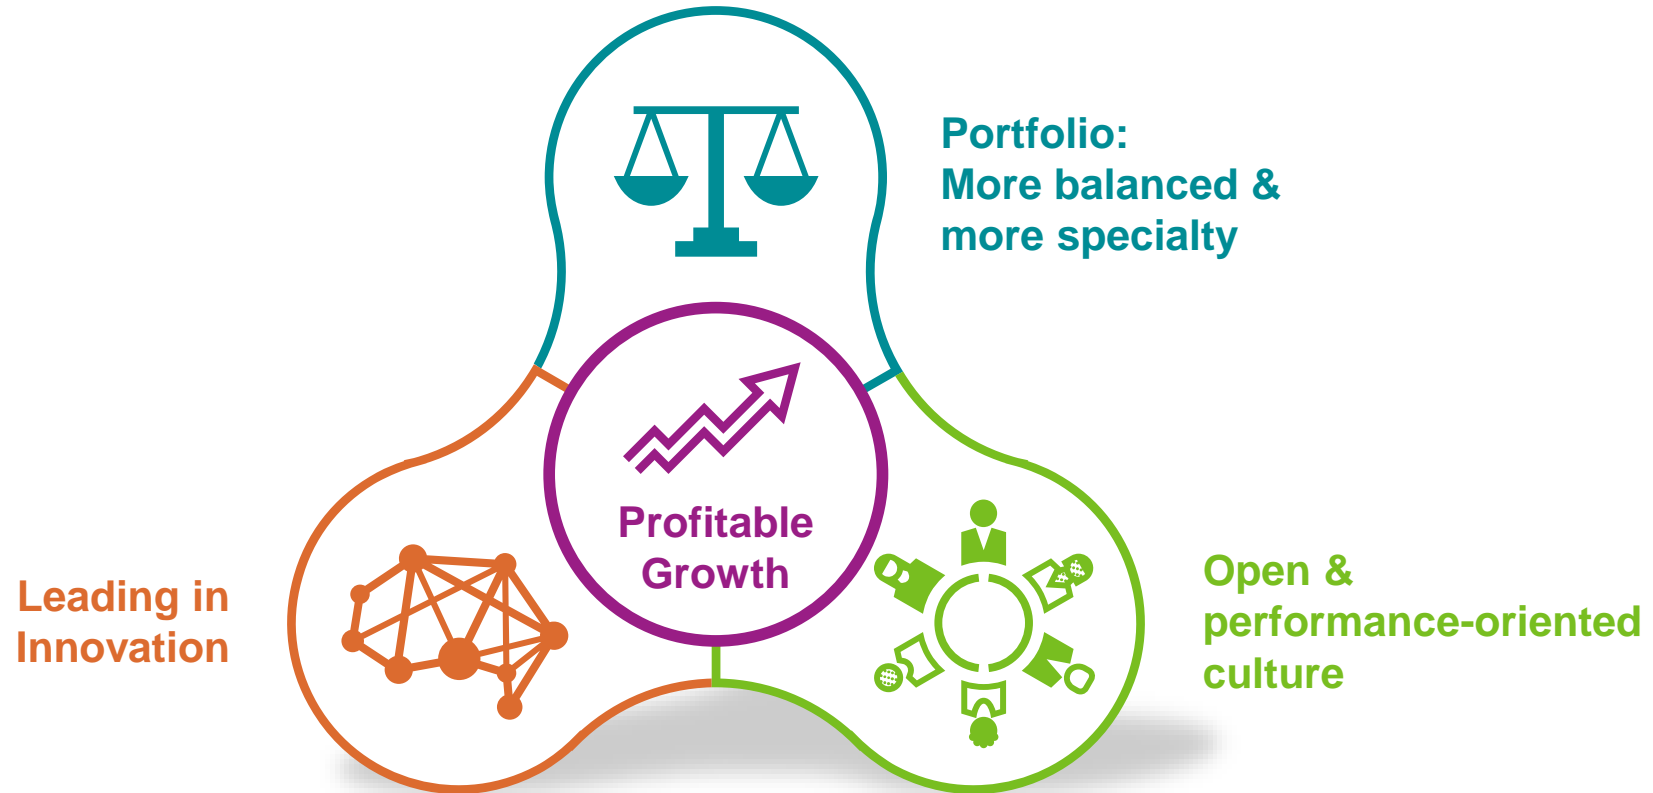 Portfolio:
More balanced &
more specialty
Profitable
Growth
Leading in
Innovation
Open &
performance-oriented
culture